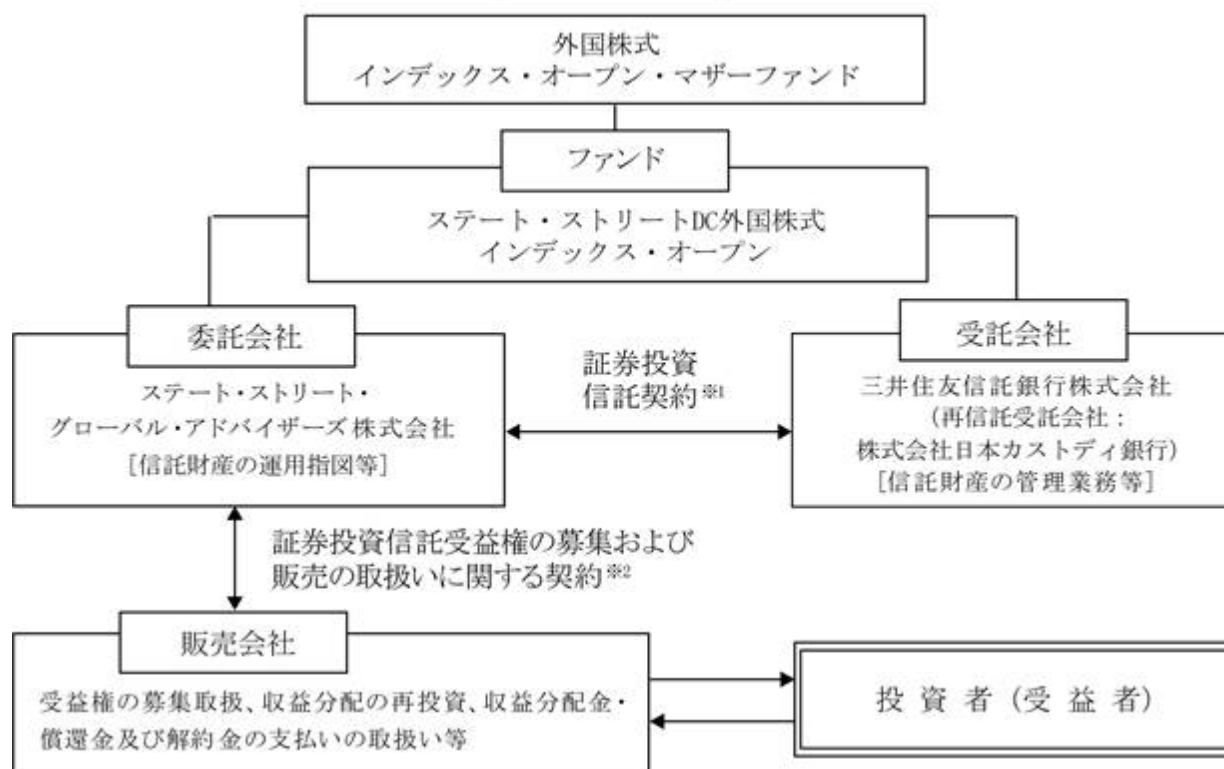 外国株式
インデックス・オープン・マザーファンド
ファンド
ステート・ストリートDC外国株式
インデックス・オープン
委託会社
ステート・ストリート・
グローバル・アドバイザーズ株式会社
[信託財産の運用指図等]
証券投資
信託契約※1
受託会社
三井住友信託銀行株式会社
(再信託受託会社:
株式会社日本カストディ銀行)
[信託財産の管理業務等]
証券投資信託受益権の募集および
販売の取扱いに関する契約※2
販売会社
受益権の募集取扱、収益分配の再投資、収益分配金・
償還金及び解約金の支払いの取扱い等
投資者(受益者)